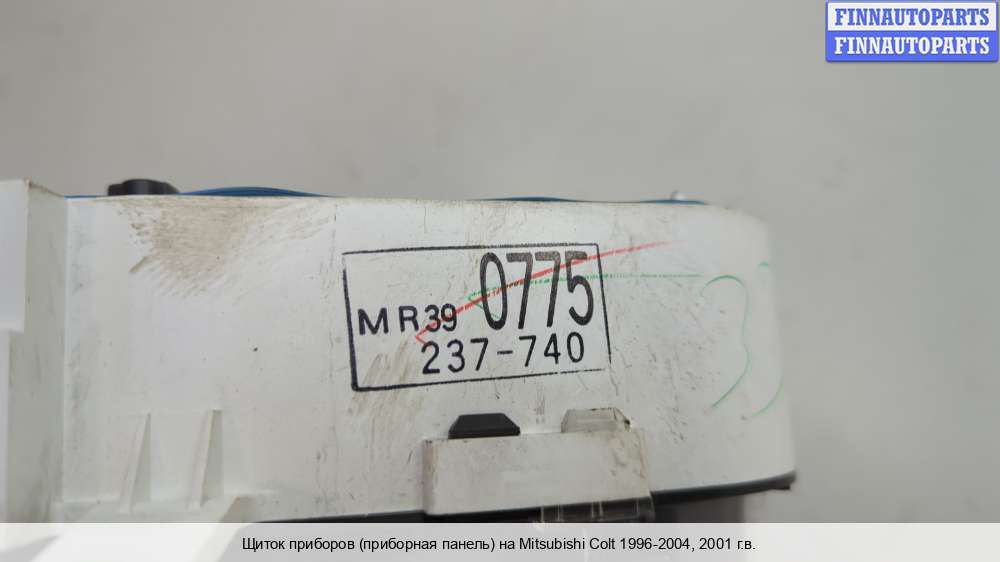 FINNAUTOPARTS
FINNAUTOPARTS
MR39 0775
237-740
Щиток приборов (приборная панель) на Mitsubishi Colt 1996-2004, 2001 г.в.